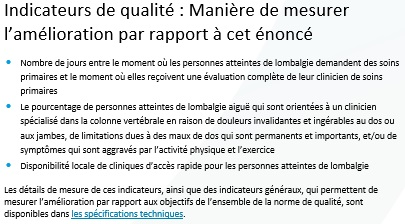 Indicateurs de qualité : Manière de mesurer
l’amélioration par rapport à cet énoncé
• Nombre de jours entre le moment où les personnes atteintes de lombalgie demandent des soins
primaires et le moment où elles reçoivent une évaluation complète de leur clinicien de soins
primaires
• Le pourcentage de personnes atteintes de lombalgie aiguë qui sont orientées à un clinicien
spécialisé dans la colonne vertébrale en raison de douleurs invalidantes et ingérables au dos ou
aux jambes, de limitations dues à des maux de dos qui sont permanents et importants, et/ou de
symptômes qui sont aggravés par l’activité physique et l’exercice
• Disponibilité locale de cliniques d’accès rapide pour les personnes atteintes de lombalgie
Les détails de mesure de ces indicateurs, ainsi que des indicateurs généraux, qui permettent de
mesurer l’amélioration par rapport aux objectifs de l’ensemble de la norme de qualité, sont
disponibles dans les spécifications techniques.